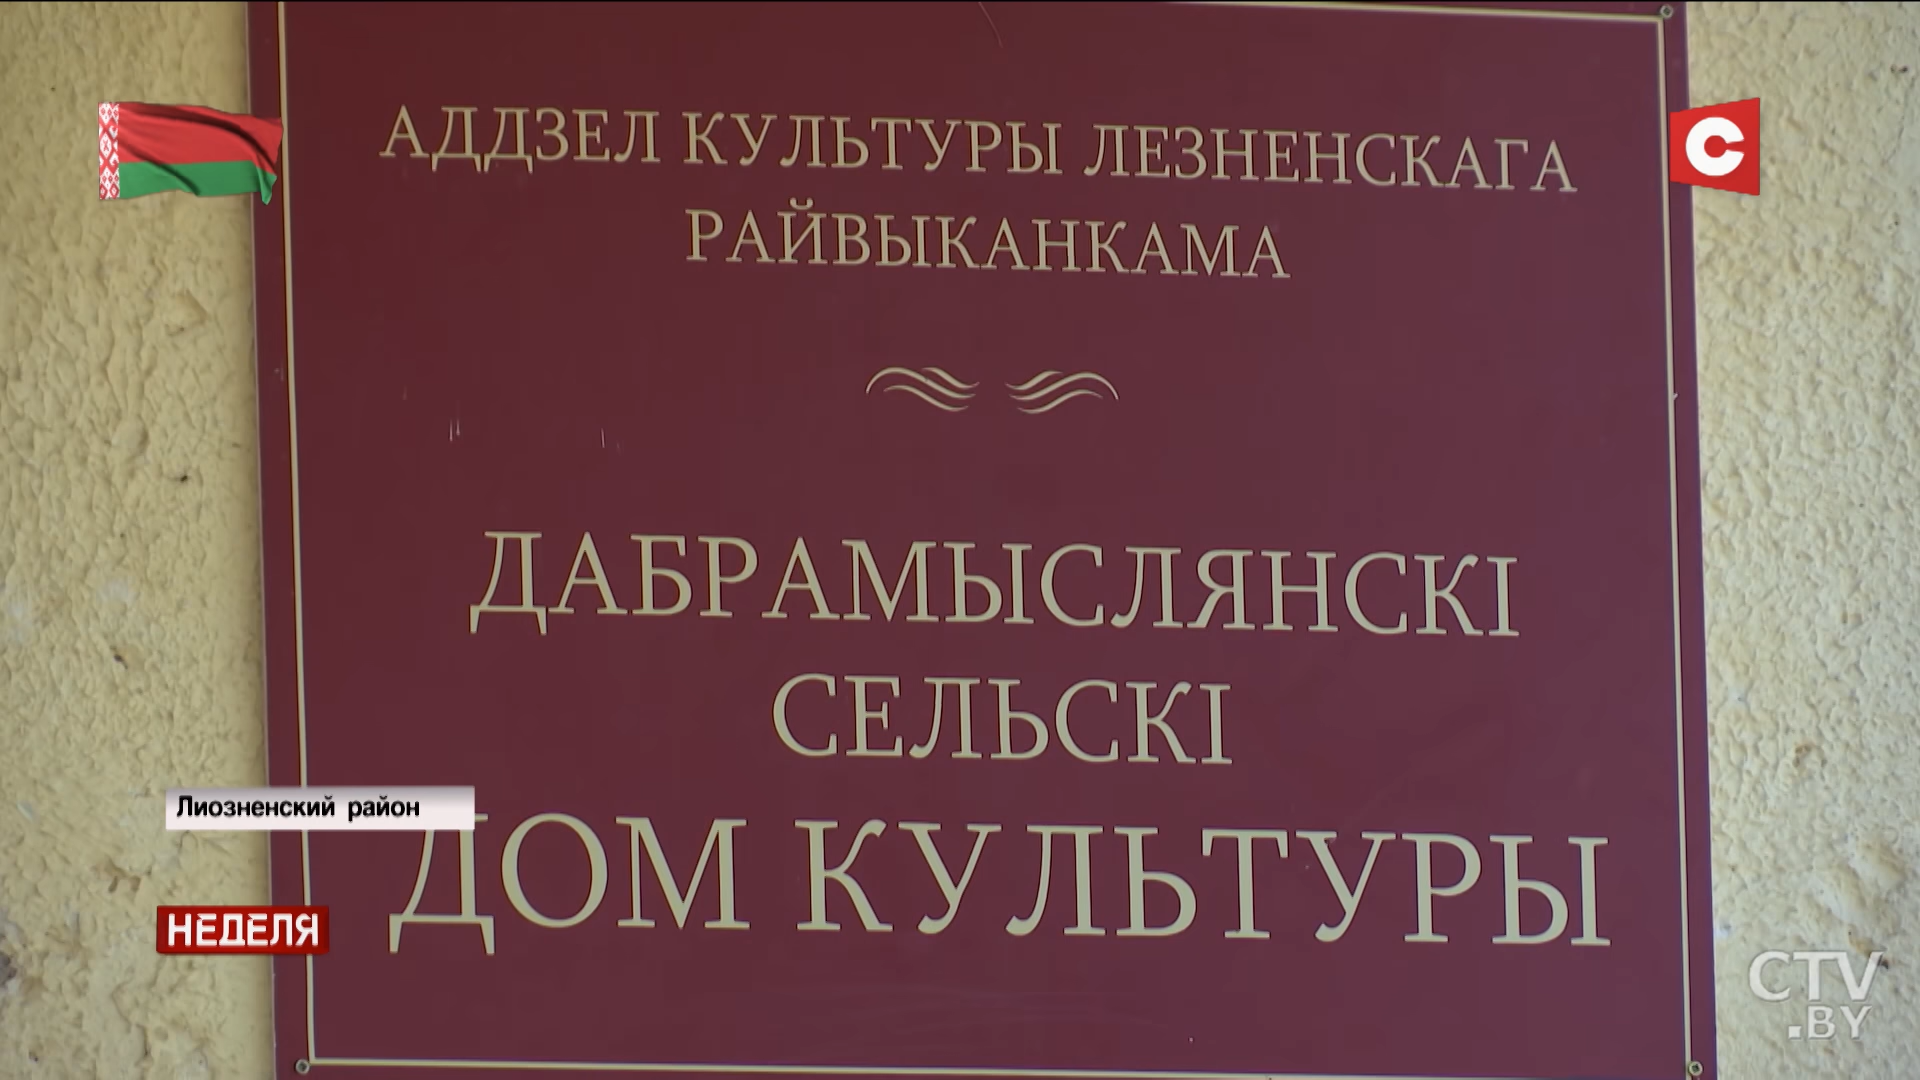 АДДЗЕЛ КУЛЬТУРЫ ЛЕЗНЕНСКАГА
РАЙВЫКАНКАМА
С
ДАБРАМЫСЛЯНСКІ
СЕЛЬСКІ
ДОМ КУЛЬТУРЫ
Лиозненский район
НЕДЕЛЯ
CTV
.BY